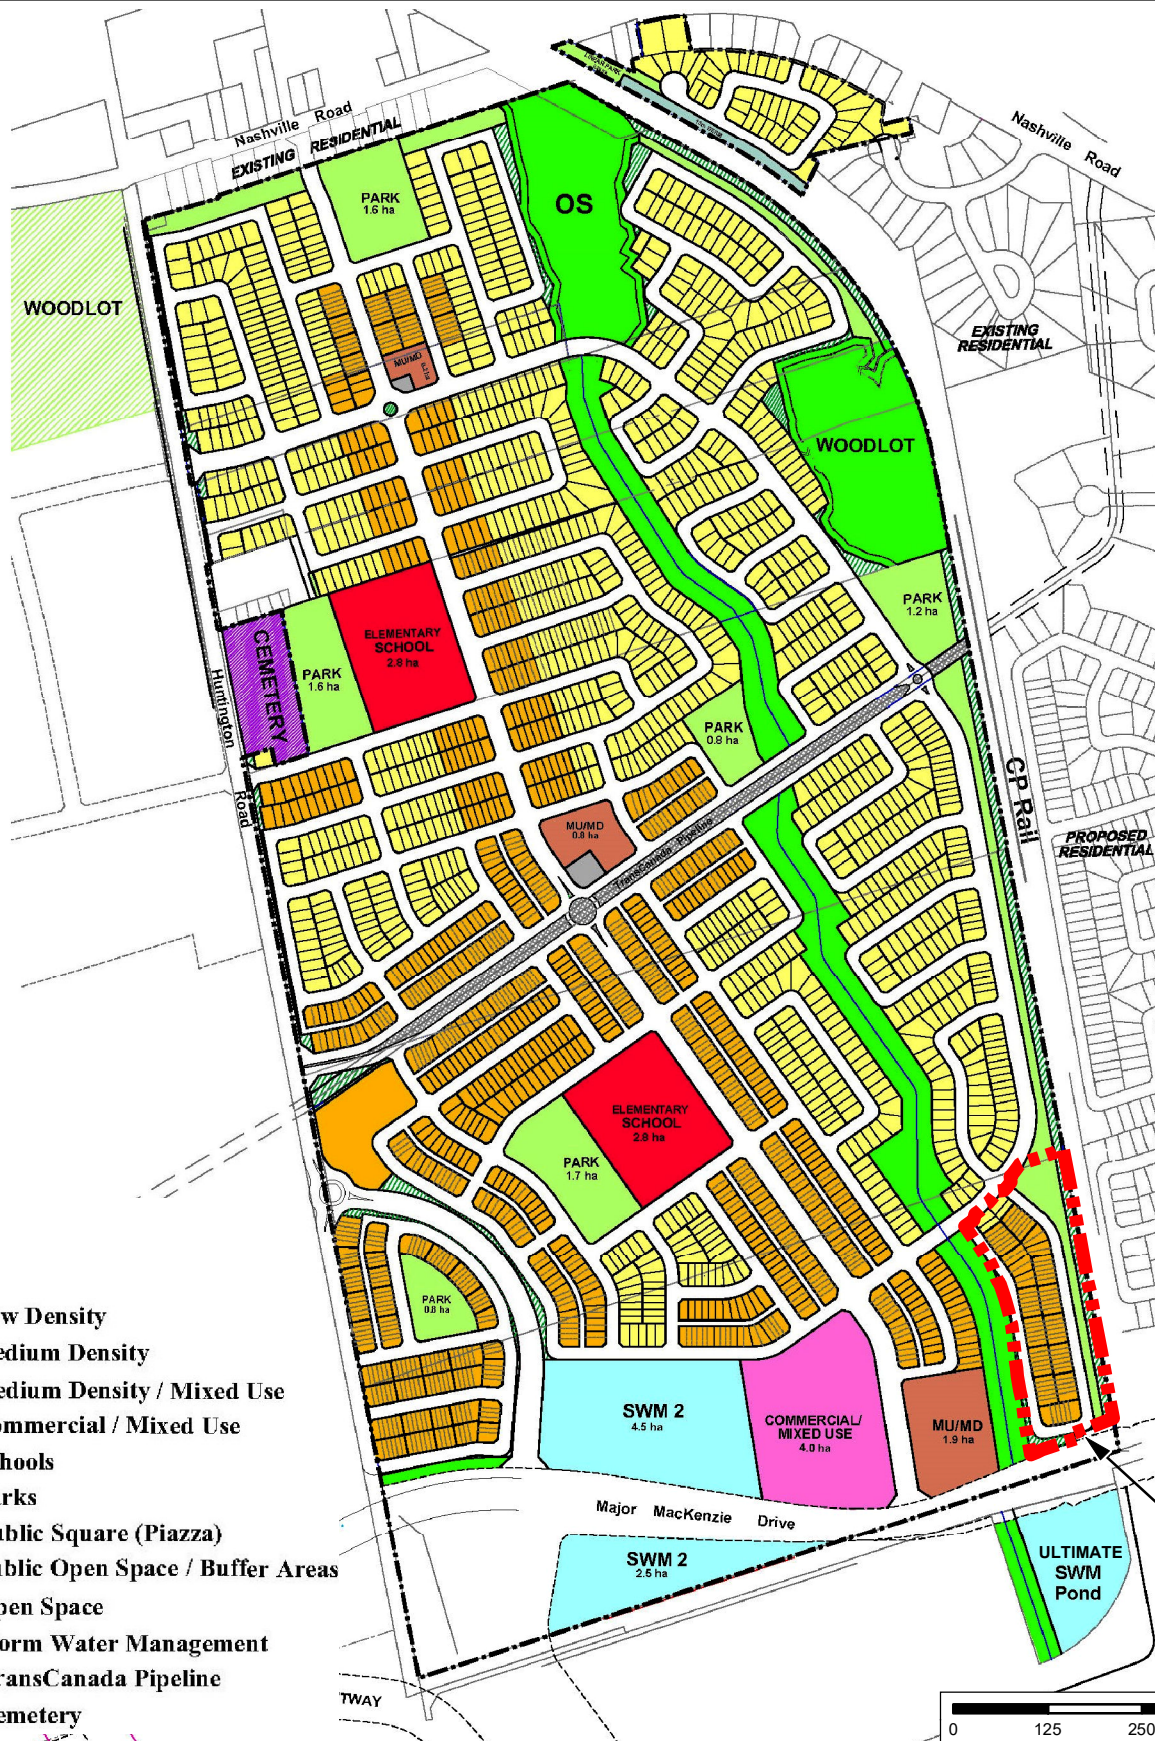 Nashville Road
EXISTING RESIDENTIAL
LINEAR PARK
Nashville Road
PARK
1.6 ha
OS
WOODLOT
EXISTING
RESIDENTIAL
MU/MD
WOODLOT
PARK
1.2 ha
ELEMENTARY
SCHOOL
2.8 ha
CEMETERY
PARK
1.6 ha
Huntington
Road
PARK
0.8 ha
CP Rail
MU/MD
0.8 ha
TransCanada Pipeline
PROPOSED
RESIDENTIAL
ELEMENTARY
SCHOOL
2.8 ha
PARK
1.7 ha
PARK
0.8 ha
w Density
edium Density
edium Density / Mixed Use
ommercial / Mixed Use
hools
rks
ublic Square (Piazza)
ublic Open Space / Buffer Areas
pen Space
orm Water Management
ransCanada Pipeline
emetery
SWM 2
4.5 ha
COMMERCIAL/
MIXED USE
4.0 ha
MU/MD
1.9 ha
Major MacKenzie Drive
SWM 2
2.5 ha
ULTIMATE
SWM
Pond
TWAY
0 125 250